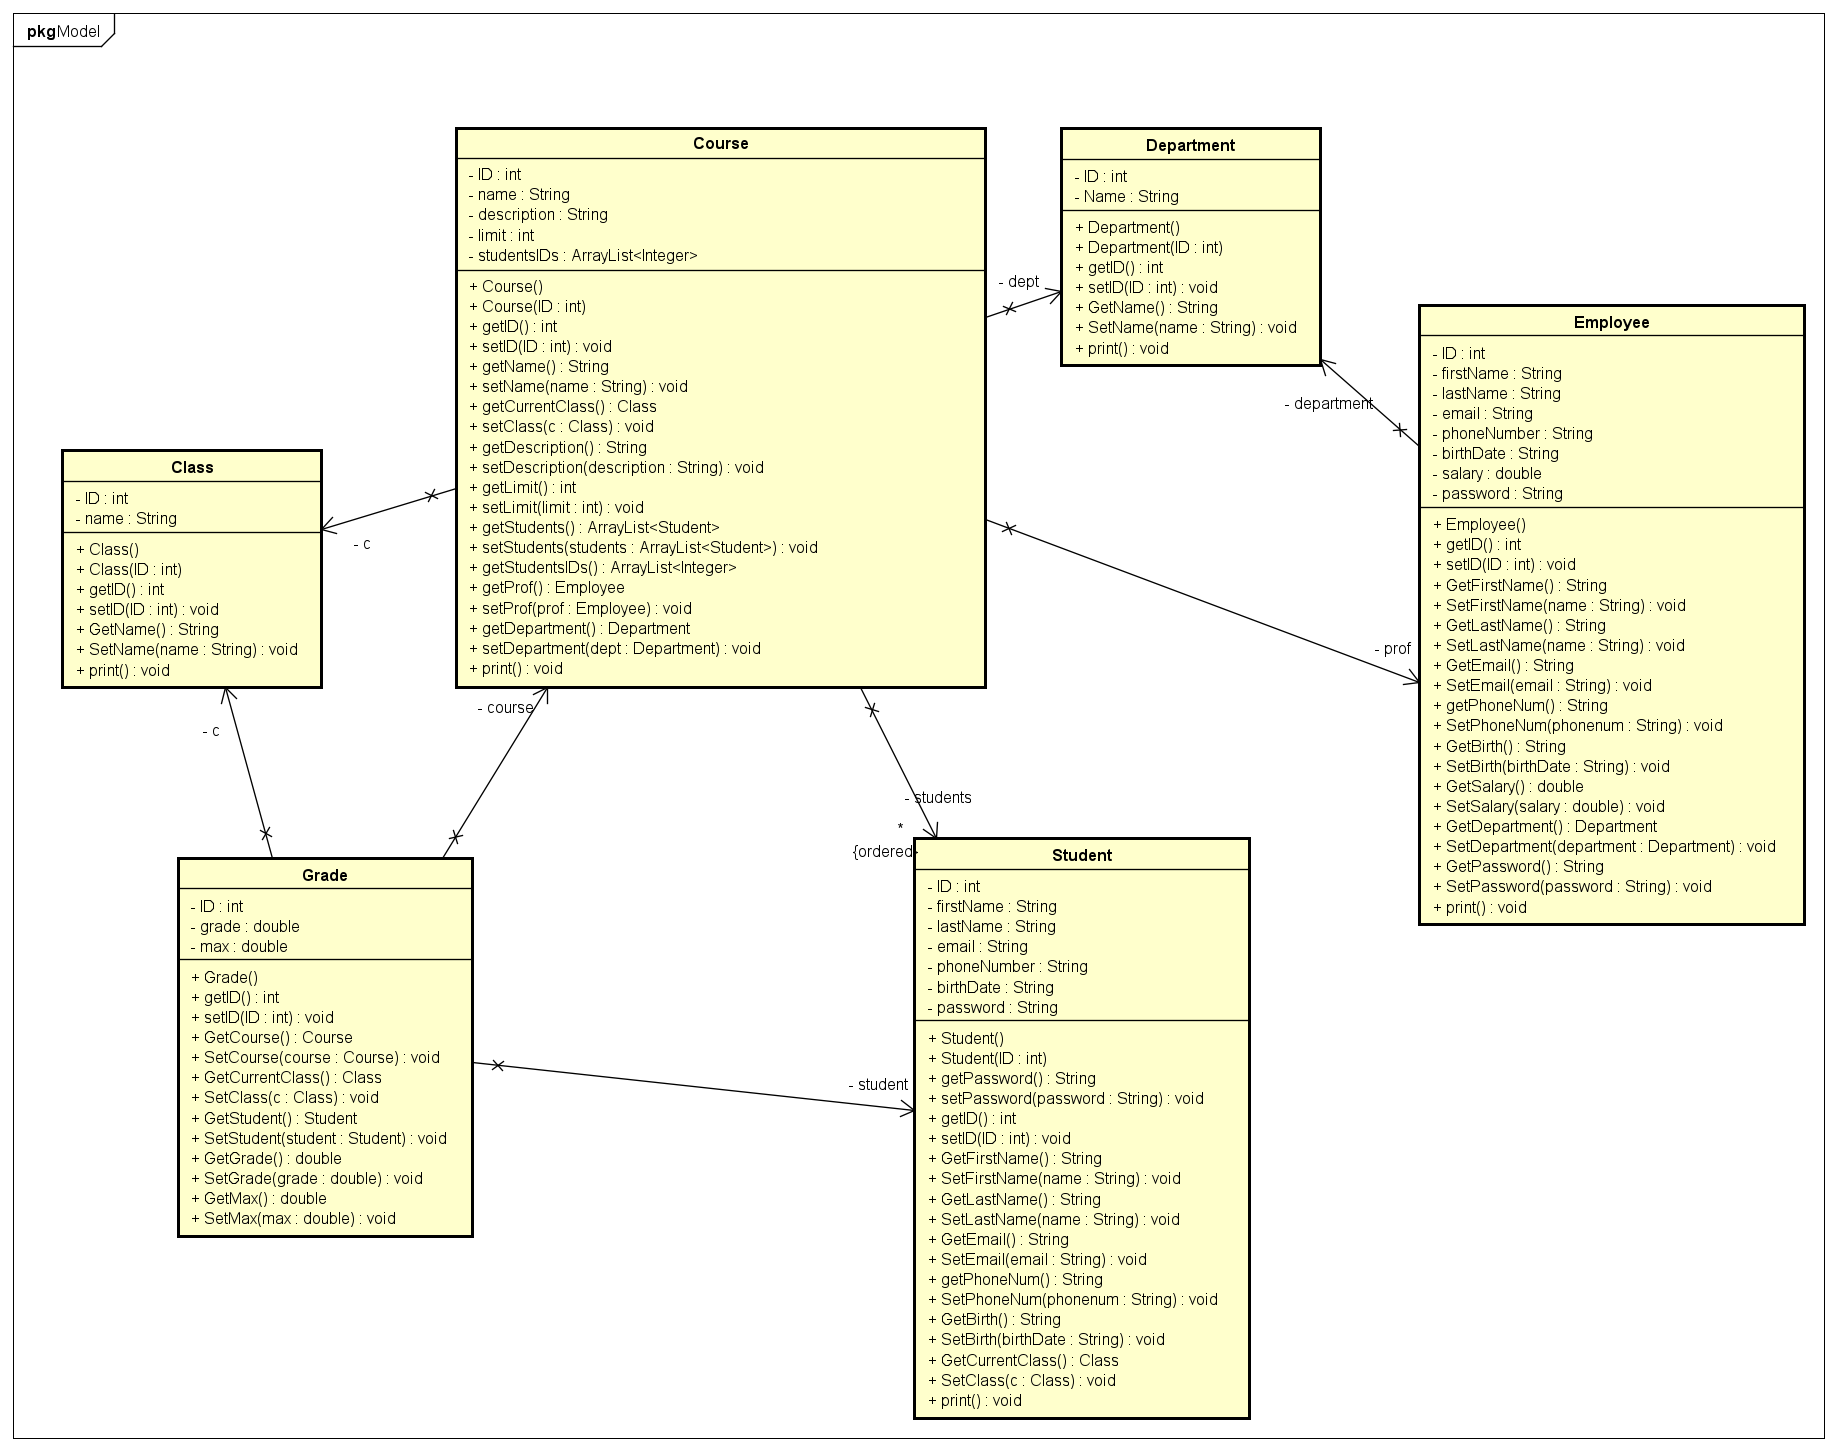 pkg Model
Course
- ID : int
- name : String
- description : String
- limit : int
- studentsIDs : ArrayList<Integer>
+ Course()
+ Course(ID : int)
+ getID() : int
+ setID(ID : int) : void
+ getName() : String
+ setName(name : String) : void
+ getCurrentClass() : Class
+ setClass(c : Class) : void
+ getDescription() : String
+ setDescription(description : String) : void
+ getLimit() : int
+ setLimit(limit : int) : void
+ getStudents() : ArrayList<Student>
+ setStudents(students : ArrayList<Student>) : void
+ getStudentsIDs() : ArrayList<Integer>
+ getProf() : Employee
+ setProf(prof : Employee) : void
+ getDepartment() : Department
+ setDepartment(dept : Department) : void
+ print() : void
- dept
Department
- ID : int
- Name : String
+ Department()
+ Department(ID : int)
+ getID() : int
+ setID(ID : int) : void
+ GetName() : String
+ SetName(name : String) : void
+ print() : void
- department
Employee
- ID : int
- firstName : String
- lastName : String
- email : String
- phoneNumber : String
- birthDate : String
- salary : double
- password : String
+ Employee()
+ getID() : int
+ setID(ID : int) : void
+ GetFirstName() : String
+ SetFirstName(name : String) : void
+ GetLastName() : String
+ SetLastName(name : String) : void
+ GetEmail() : String
+ SetEmail(email : String) : void
+ getPhoneNum() : String
+ SetPhoneNum(phonenum : String) : void
+ GetBirth() : String
+ SetBirth(birthDate : String) : void
+ GetSalary() : double
+ SetSalary(salary : double) : void
+ GetDepartment() : Department
+ SetDepartment(department : Department) : void
+ GetPassword() : String
+ SetPassword(password : String) : void
+ print() : void
- prof
Class
- ID : int
- name : String
+ Class()
+ Class(ID : int)
+ getID() : int
+ setID(ID : int) : void
+ GetName() : String
+ SetName(name : String) : void
+ print() : void
- c
- c
- course
- students
*
{ordered}
Grade
- ID : int
- grade : double
- max : double
+ Grade()
+ getID() : int
+ setID(ID : int) : void
+ GetCourse() : Course
+ SetCourse(course : Course) : void
+ GetCurrentClass() : Class
+ SetClass(c : Class) : void
+ GetStudent() : Student
+ SetStudent(student : Student) : void
+ GetGrade() : double
+ SetGrade(grade : double) : void
+ GetMax() : double
+ SetMax(max : double) : void
- student
Student
- ID : int
- firstName : String
- lastName : String
- email : String
- phoneNumber : String
- birthDate : String
- password : String
+ Student()
+ Student(ID : int)
+ getPassword() : String
+ setPassword(password : String) : void
+ getID() : int
+ setID(ID : int) : void
+ GetFirstName() : String
+ SetFirstName(name : String) : void
+ GetLastName() : String
+ SetLastName(name : String) : void
+ GetEmail() : String
+ SetEmail(email : String) : void
+ getPhoneNum() : String
+ SetPhoneNum(phonenum : String) : void
+ GetBirth() : String
+ SetBirth(birthDate : String) : void
+ GetCurrentClass() : Class
+ SetClass(c : Class) : void
+ print() : void